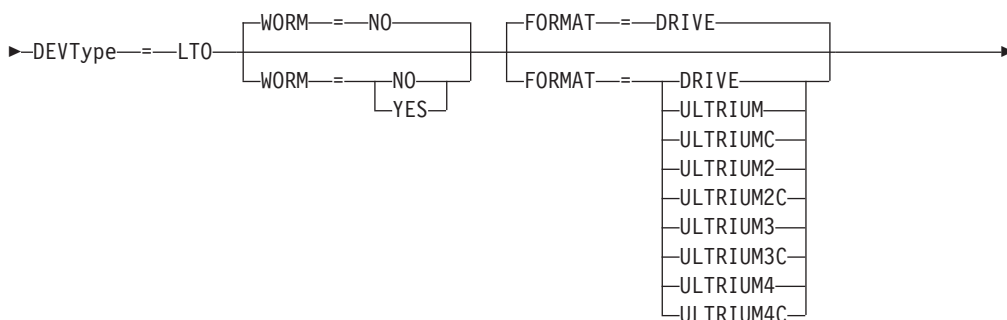 WORM = NO FORMAT = DRIVE
DEVType = LTO
WORM = NO FORMAT = DRIVE
YES ULTRIUM
ULTRIUMC
ULTRIUM2
ULTRIUM2C
ULTRIUM3
ULTRIUM3C
ULTRIUM4
ULTRIUM4C